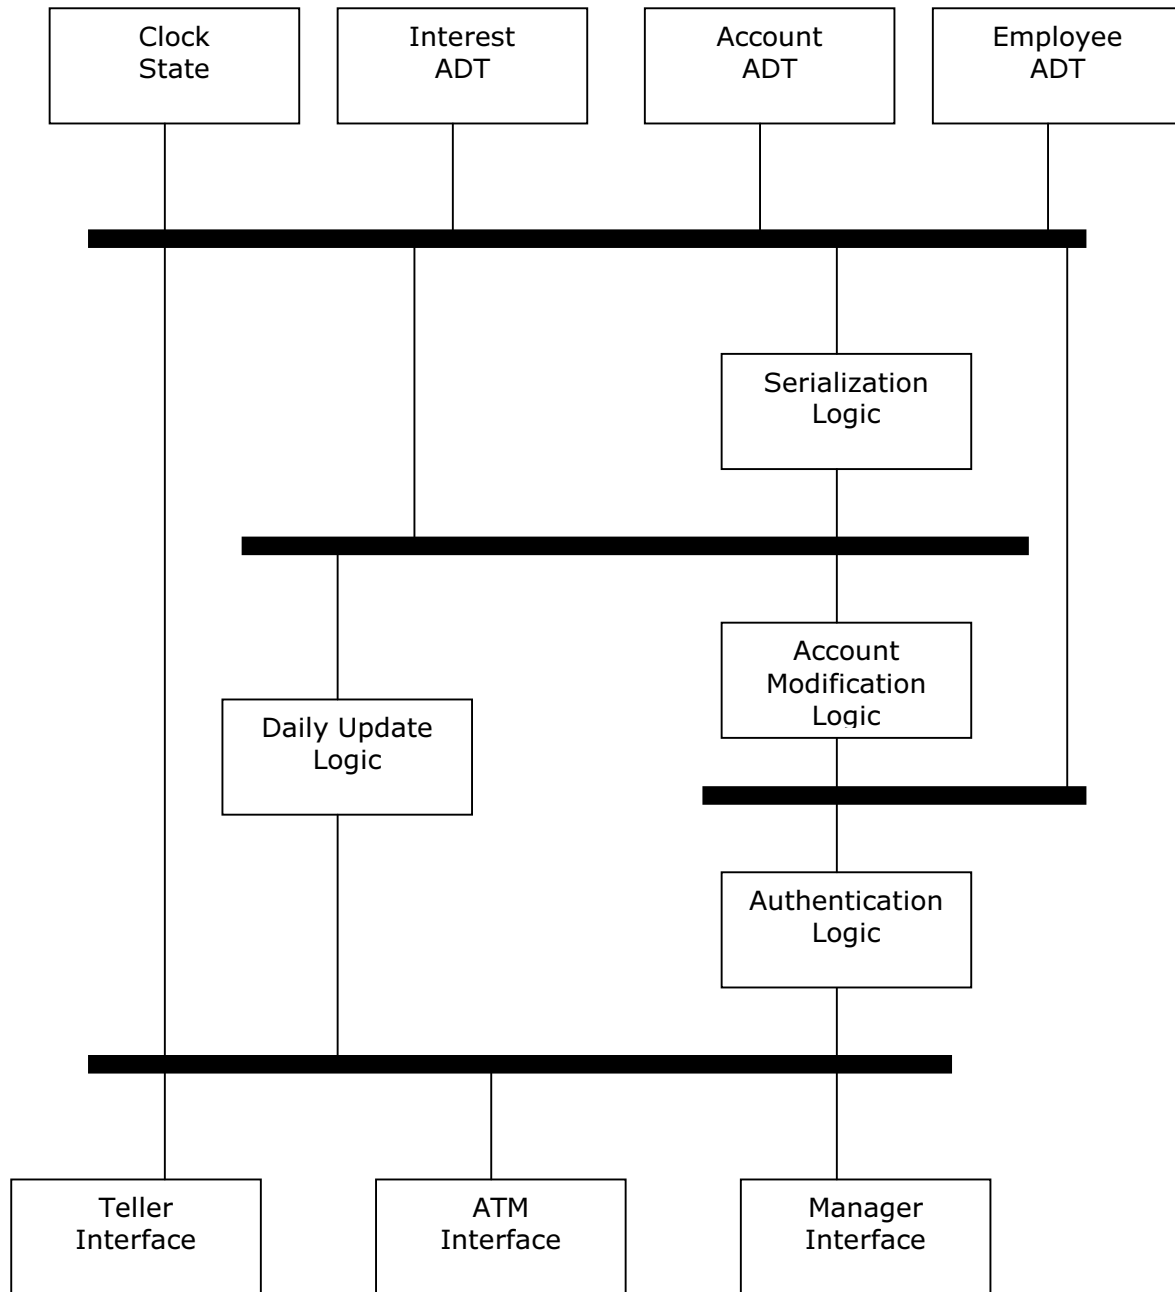 Clock
State
Interest
ADT
Account
ADT
Employee
ADT
Serialization
Logic
Account
Modification
Logic
Daily Update
Logic
Authentication
Logic
Teller
Interface
ATM
Interface
Manager
Interface